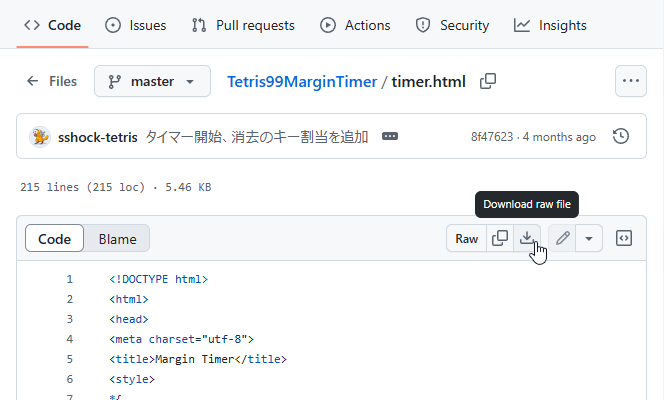 Code Issues Pull requests Actions Security Insights
Files master Tetris99MarginTimer / timer.html
sshock-tetris タイマー開始、消去のキー割当を追加 8f47623 · 4 months ago
215 lines (215 loc) · 5.46 KB
Download raw file
Code Blame Raw
1 <!DOCTYPE html>
2 <html>
3 <head>
4 <meta charset="utf-8">
5 <title>Margin Timer</title>
6 <style>
7 *{